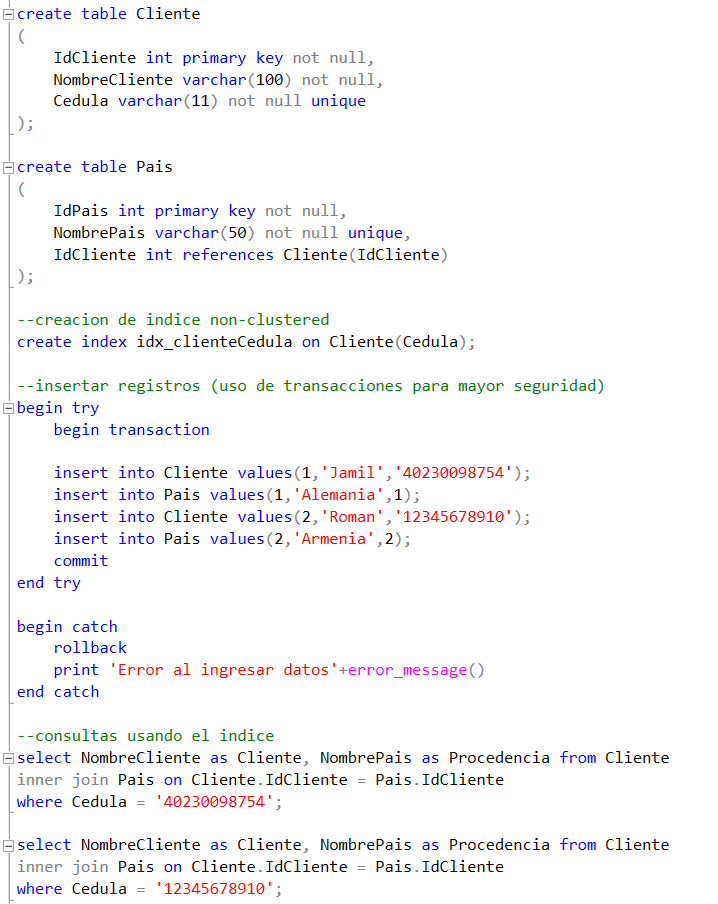 create table Cliente
(
    IdCliente int primary key not null,
    NombreCliente varchar(100) not null,
    Cedula varchar(11) not null unique
);

create table Pais
(
    IdPais int primary key not null,
    NombrePais varchar(50) not null unique,
    IdCliente int references Cliente(IdCliente)
);

--creacion de indice non-clustered
create index idx_clienteCedula on Cliente(Cedula);

--insertar registros (uso de transacciones para mayor seguridad)
begin try
    begin transaction

    insert into Cliente values(1,'Jamil','40230098754');
    insert into Pais values(1,'Alemania',1);
    insert into Cliente values(2,'Roman','12345678910');
    insert into Pais values(2,'Armenia',2);
    commit
end try

begin catch
    rollback
    print 'Error al ingresar datos'+error_message()
end catch

--consultas usando el indice
select NombreCliente as Cliente, NombrePais as Procedencia from Cliente
inner join Pais on Cliente.IdCliente = Pais.IdCliente
where Cedula = '40230098754';

select NombreCliente as Cliente, NombrePais as Procedencia from Cliente
inner join Pais on Cliente.IdCliente = Pais.IdCliente
where Cedula = '12345678910';